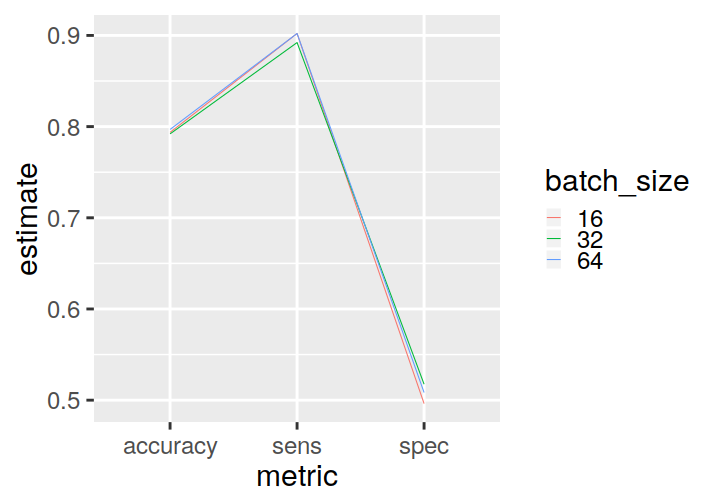 0.9
0.8
0.7
0.6
0.5
estimate
accuracy
sens
spec
metric
batch_size
16
32
64